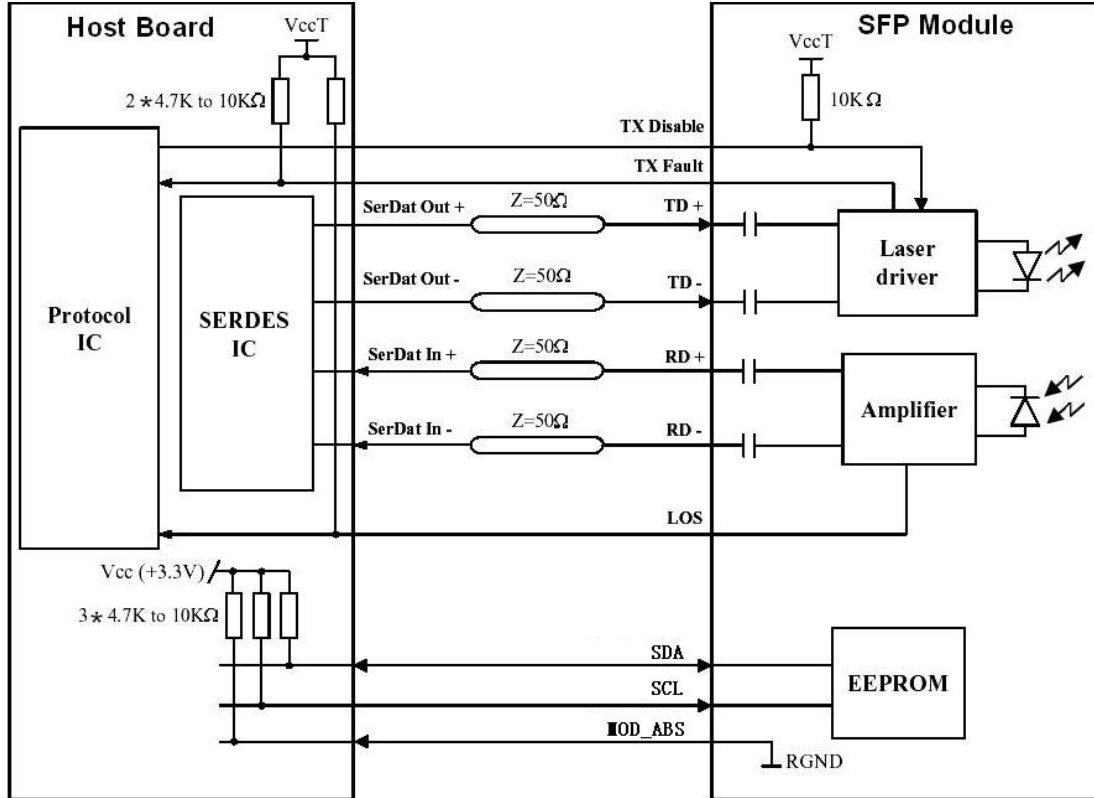 Host Board
SFP Module
VccT
VccT
2*4.7K to 10KΩ
10KΩ
TX Disable
TX Fault
SerDat Out +
Z=50Ω
TD +
SerDat Out -
Z=50Ω
TD -
Laser
driver
Protocol
IC
SERDES
IC
SerDat In +
Z=50Ω
RD +
SerDat In -
Z=50Ω
RD -
Amplifier
LOS
Vcc (+3.3V)
3*4.7K to 10KΩ
SDA
SCL
MOD_ABS
EEPROM
RGND